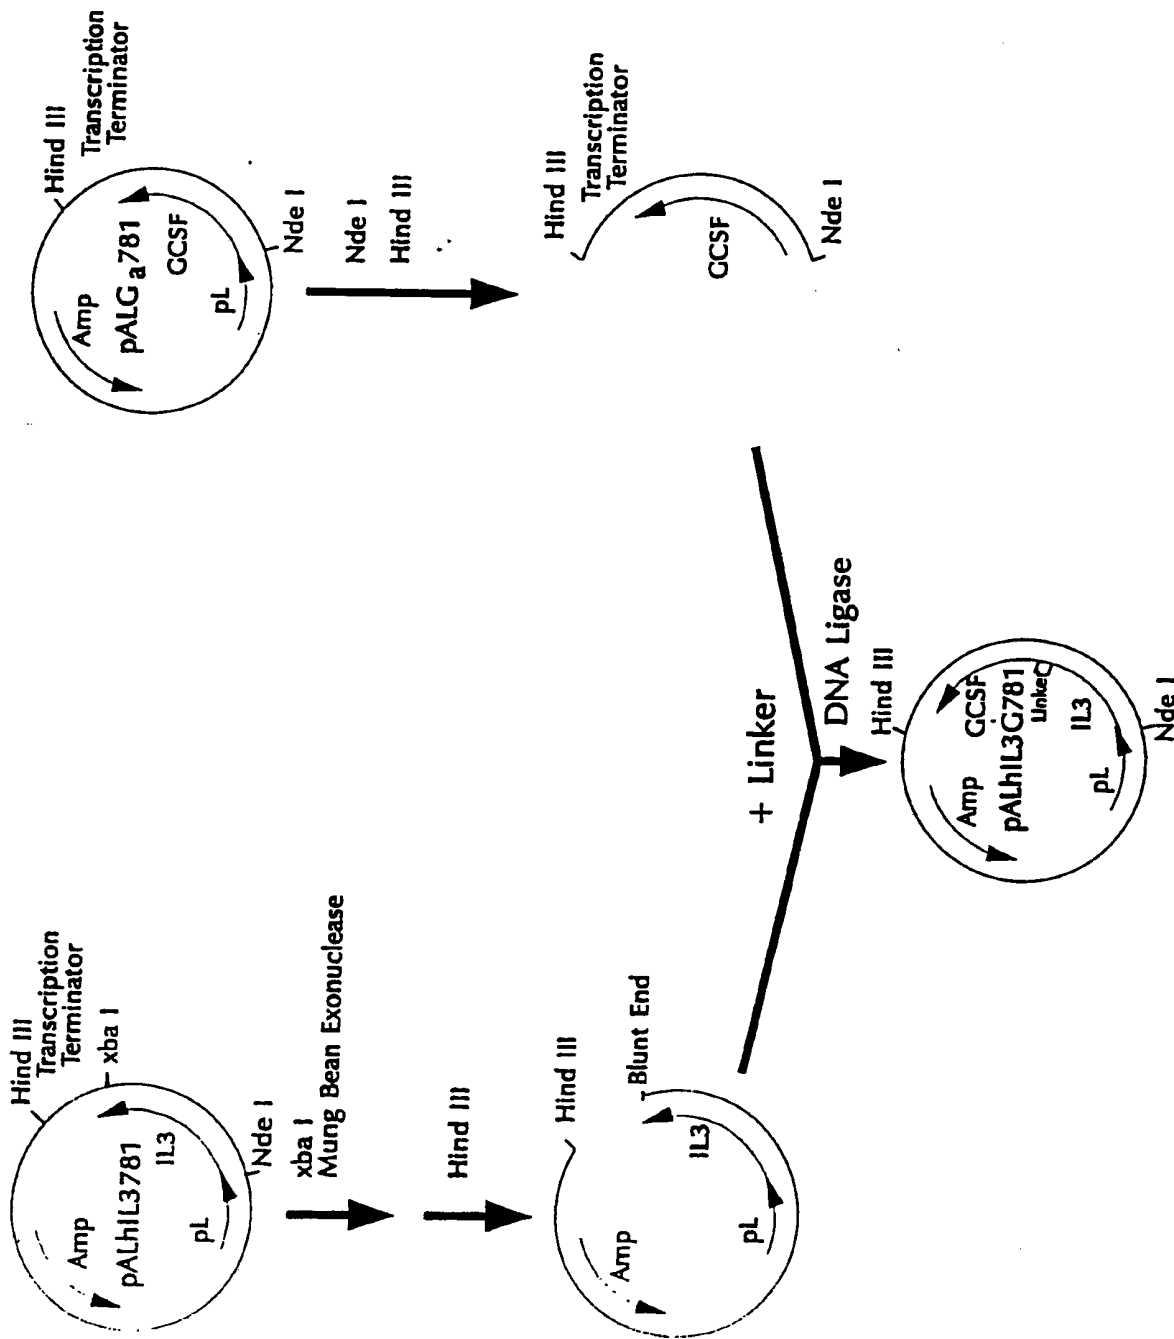 Hind III
Transcription
Terminator
xba I
Amp
pALhIL3781
IL3
pL
Nde I
xba I
Mung Bean Exonuclease
Hind III
Hind III
Blunt End
Amp
IL3
pL
Hind III
Transcription
Terminator
Amp
pALGa781
GCSF
pL
Nde I
Nde I
Hind III
Hind III
Transcription
Terminator
GCSF
Nde I
+ Linker
DNA Ligase
Hind III
Amp
GCSF
pALhIL3G781
Linker
IL3
pL
Nde I